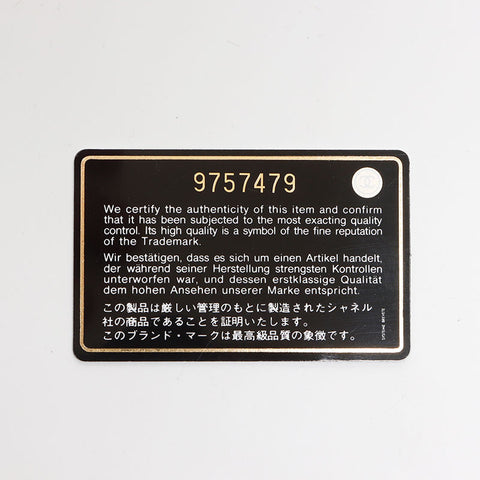 9757479
We certify the authenticity of this item and confirm
that it has been subjected to the most exacting quality
control. Its high quality is a symbol of the fine reputation
of the Trademark.
Wir bestätigen, dass es sich um einen Artikel handelt,
der während seiner Herstellung strengsten Kontrollen
unterworfen war, und dessen erstklassige Qualität
dem hohen Ansehen unserer Marke entspricht.
この製品は厳しい管理のもとに製造されたシャネル
社の商品であることを証明いたします。
このブランド・マークは最高級品質の象徴です。
SYSTEME BREVETE